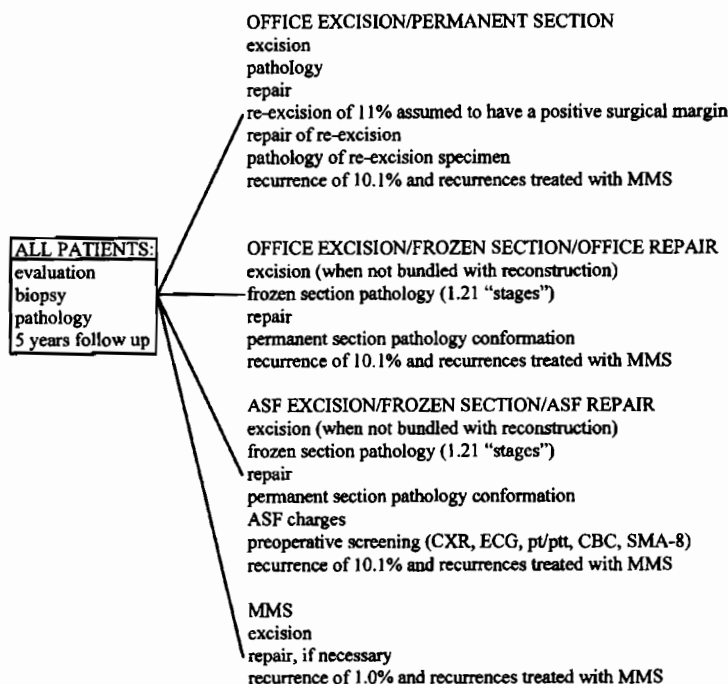 OFFICE EXCISION/PERMANENT SECTION
excision
pathology
repair
re-excision of 11% assumed to have a positive surgical margin
repair of re-excision
pathology of re-excision specimen
recurrence of 10.1% and recurrences treated with MMS
ALL PATIENTS:
evaluation
biopsy
pathology
5 years follow up
OFFICE EXCISION/FROZEN SECTION/OFFICE REPAIR
excision (when not bundled with reconstruction)
frozen section pathology (1.21 “stages”)
repair
permanent section pathology conformation
recurrence of 10.1% and recurrences treated with MMS
ASF EXCISION/FROZEN SECTION/ASF REPAIR
excision (when not bundled with reconstruction)
frozen section pathology (1.21 “stages”)
repair
permanent section pathology conformation
ASF charges
preoperative screening (CXR, ECG, pt/ptt, CBC, SMA-8)
recurrence of 10.1% and recurrences treated with MMS
MMS
excision
repair, if necessary
recurrence of 1.0% and recurrences treated with MMS